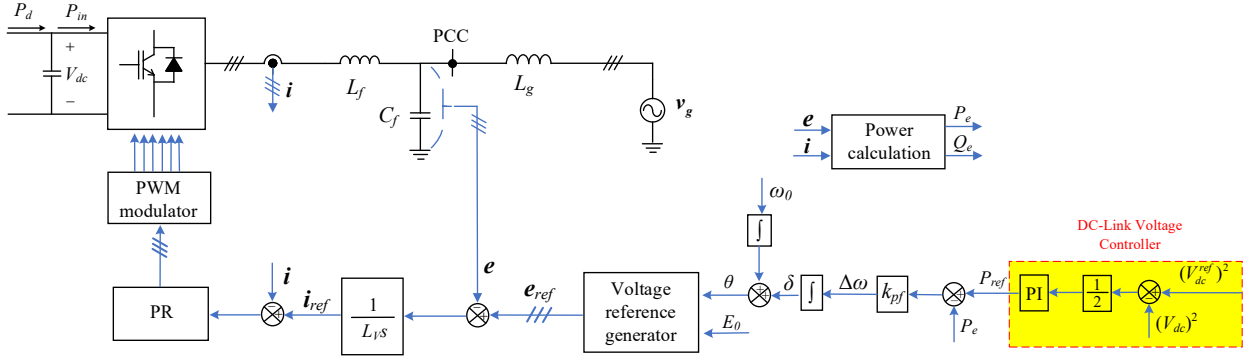 P_d
P_in
+
V_dc
−
i
L_f
C_f
PCC
L_g
v_g
e
i
Power
calculation
P_e
Q_e
PWM
modulator
ω_0
∫
DC-Link Voltage
Controller
PR
i
i_ref
1
L_V s
e
e_ref
Voltage
reference
generator
θ
E_0
δ
∫
Δω
k_pf
P_ref
P_e
PI
1
2
(V_dc^ref)^2
(V_dc)^2